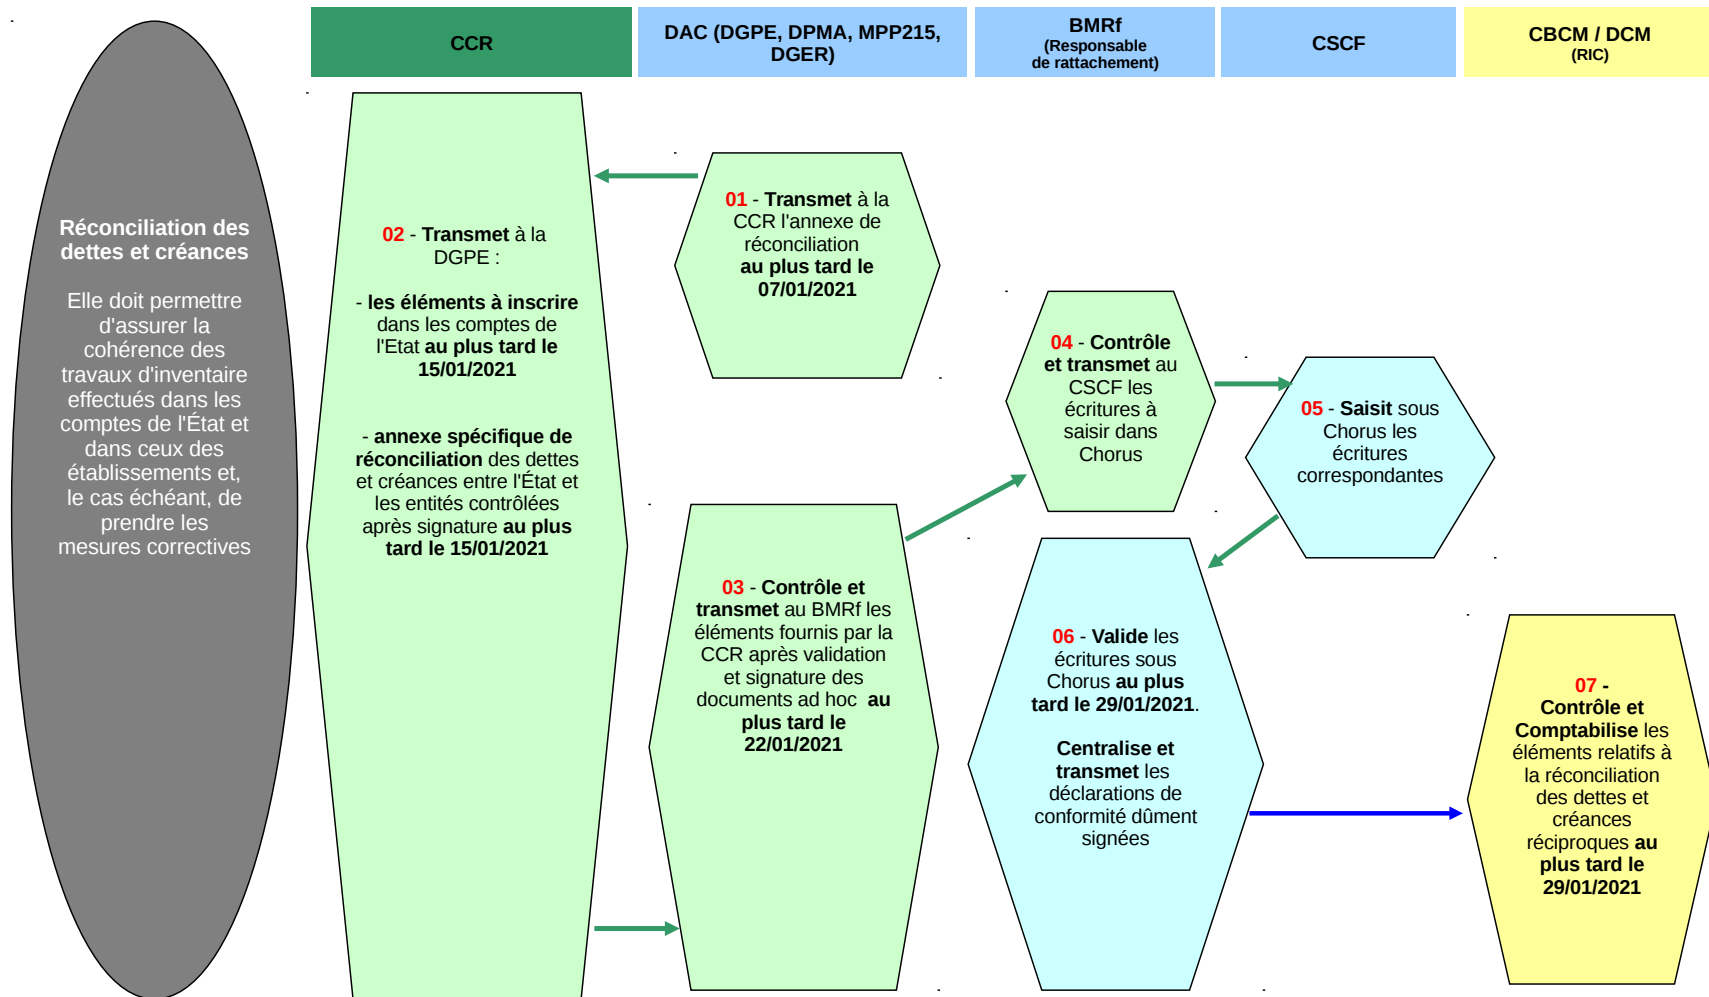 CCR
DAC (DGPE, DPMA, MPP215,
DGER)
BMRf
(Responsable
de rattachement)
CSCF
CBCM / DCM
(RIC)
Réconciliation des
dettes et créances
Elle doit permettre
d'assurer la
cohérence des
travaux d'inventaire
effectués dans les
comptes de l'État et
dans ceux des
établissements et,
le cas échéant, de
prendre les
mesures correctives
01 - Transmet à la
CCR l'annexe de
réconciliation
au plus tard le
07/01/2021
02 - Transmet à la
DGPE :
- les éléments à inscrire
dans les comptes de
l'Etat au plus tard le
15/01/2021
- annexe spécifique de
réconciliation des dettes
et créances entre l'État et
les entités contrôlées
après signature au plus
tard le 15/01/2021
03 - Contrôle et
transmet au BMRf les
éléments fournis par la
CCR après validation
et signature des
documents ad hoc au
plus tard le
22/01/2021
04 - Contrôle
et transmet au
CSCF les
écritures à
saisir dans
Chorus
05 - Saisit sous
Chorus les
écritures
correspondantes
06 - Valide les
écritures sous
Chorus au plus
tard le 29/01/2021.
Centralise et
transmet les
déclarations de
conformité dûment
signées
07 -
Contrôle et
Comptabilise les
éléments relatifs à
la réconciliation
des dettes et
créances
réciproques au
plus tard le
29/01/2021